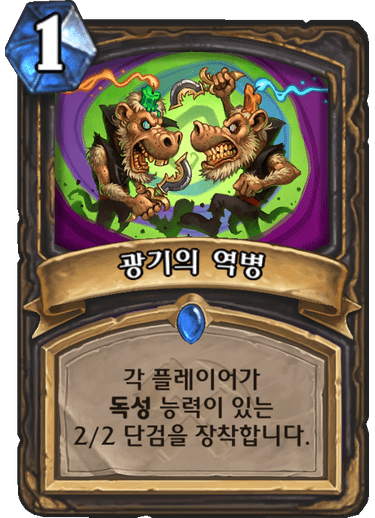 1
광기의 역병
각 플레이어가
독성 능력이 있는
2/2 단검을 장착합니다.